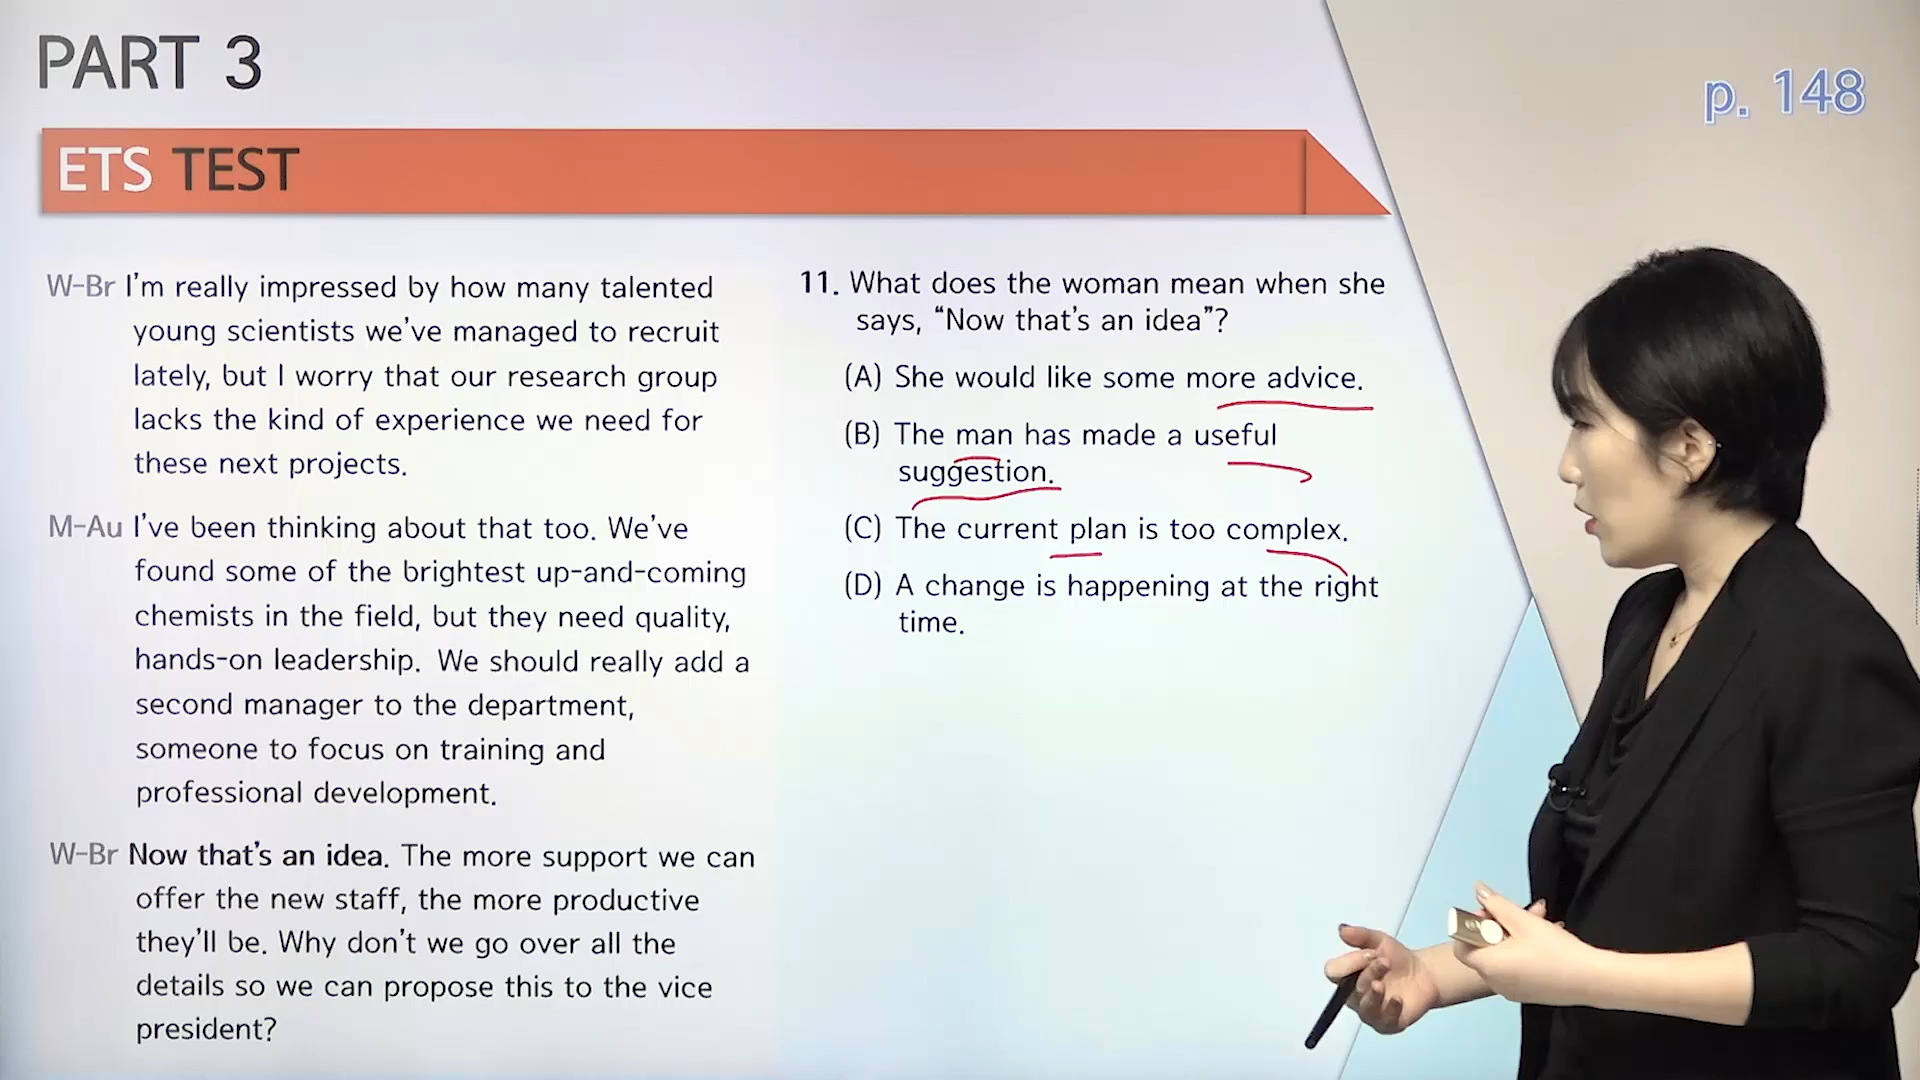 PART 3
p. 148
ETS TEST
W-Br I'm really impressed by how many talented
young scientists we've managed to recruit
lately, but I worry that our research group
lacks the kind of experience we need for
these next projects.
M-Au I've been thinking about that too. We've
found some of the brightest up-and-coming
chemists in the field, but they need quality,
hands-on leadership. We should really add a
second manager to the department,
someone to focus on training and
professional development.
W-Br Now that's an idea. The more support we can
offer the new staff, the more productive
they'll be. Why don't we go over all the
details so we can propose this to the vice
president?
11. What does the woman mean when she
says, “Now that's an idea”?
(A) She would like some more advice.
(B) The man has made a useful
suggestion.
(C) The current plan is too complex.
(D) A change is happening at the right
time.